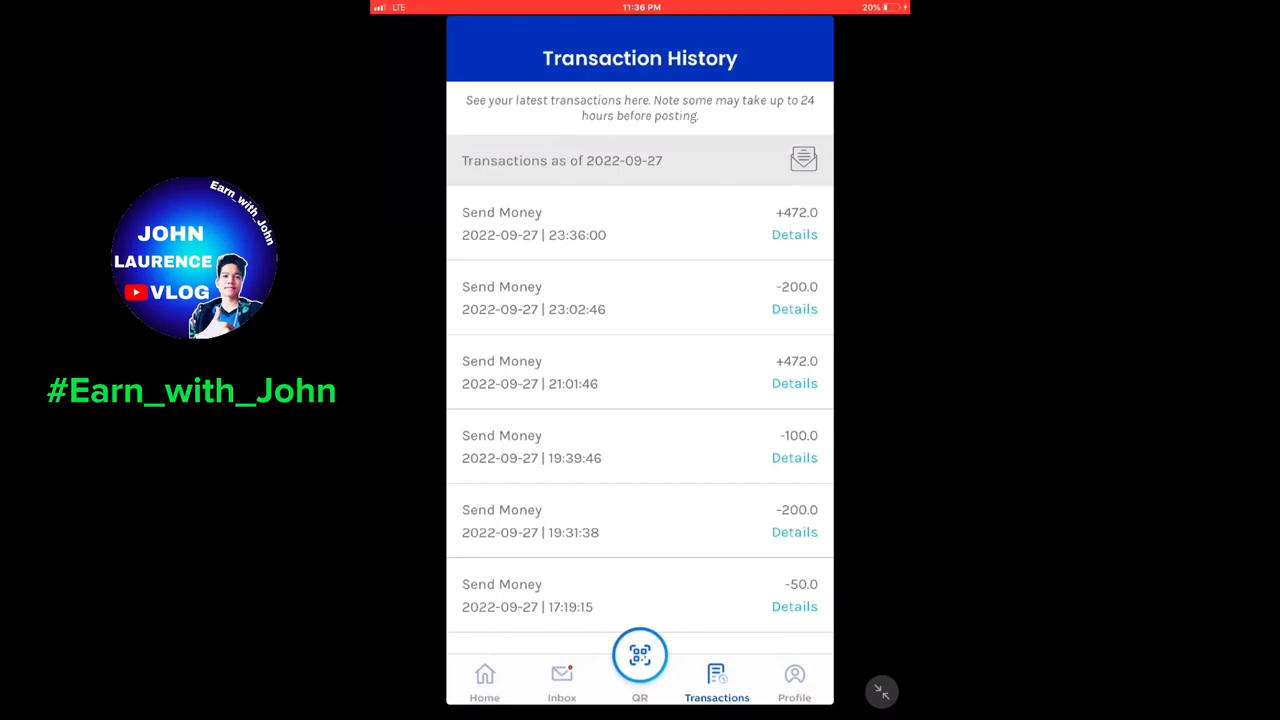 LTE
11:36 PM
20%
Transaction History
See your latest transactions here. Note some may take up to 24
hours before posting.
Transactions as of 2022-09-27
Send Money
+472.0
2022-09-27 | 23:36:00
Details
Send Money
-200.0
2022-09-27 | 23:02:46
Details
Send Money
+472.0
2022-09-27 | 21:01:46
Details
Send Money
-100.0
2022-09-27 | 19:39:46
Details
Send Money
-200.0
2022-09-27 | 19:31:38
Details
Send Money
-50.0
2022-09-27 | 17:19:15
Details
Home
Inbox
QR
Transactions
Profile
Earn_with_John
JOHN
LAURENCE
VLOG
#Earn_with_John